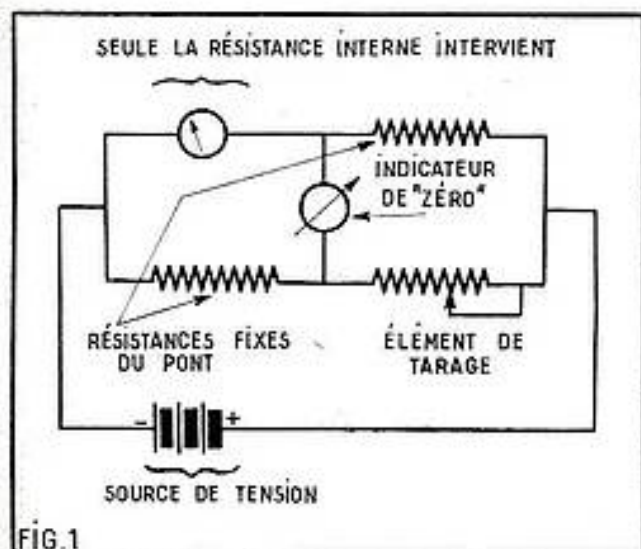 SEULE LA RÉSISTANCE INTERNE INTERVIENT
INDICATEUR
DE "ZÉRO"
RÉSISTANCES FIXES
DU PONT
ÉLÉMENT DE
TARAGE
- +
SOURCE DE TENSION
FIG.1